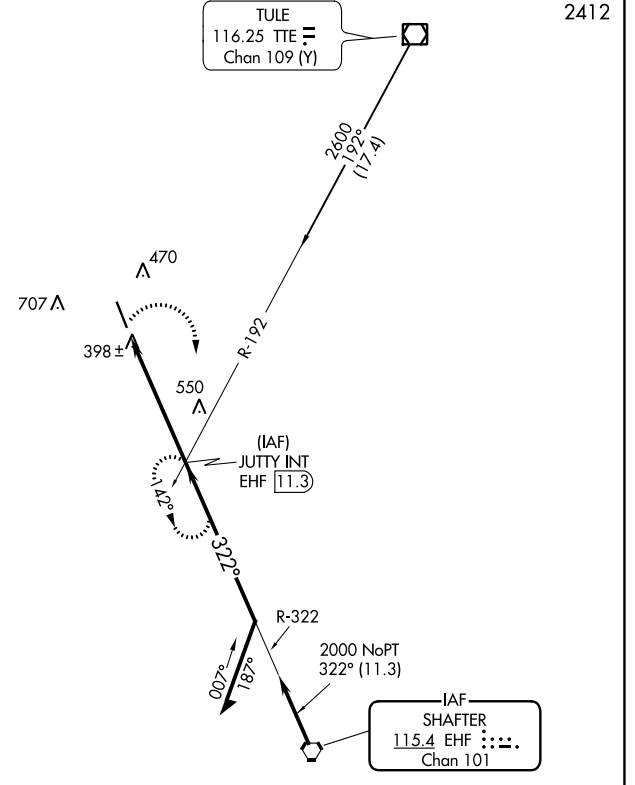 TULE
116.25 TTE
Chan 109 (Y)
2412
2600
192°
(17.4)
470
707
398 ±
R-192
550
(IAF)
JUTTY INT
EHF 11.3
142°
322°
R-322
2000 NoPT
322° (11.3)
007°
187°
IAF
SHAFTER
115.4 EHF
Chan 101